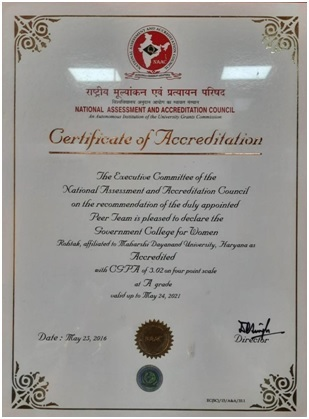 NAAC
राष्ट्रीय मूल्यांकन एवं प्रत्यायन परिषद
विश्वविद्यालय अनुदान आयोग का स्वायत्त संस्थान
NATIONAL ASSESSMENT AND ACCREDITATION COUNCIL
An Autonomous Institution of the University Grants Commission
Certificate of Accreditation
The Executive Committee of the
National Assessment and Accreditation Council
on the recommendation of the duly appointed
Peer Team is pleased to declare the
Government College for Women
Rohtak, affiliated to Maharshi Dayanand University, Haryana as
Accredited
with CGPA of 3.02 on four point scale
at A grade
valid up to May 24, 2021
Date : May 25, 2016
Director